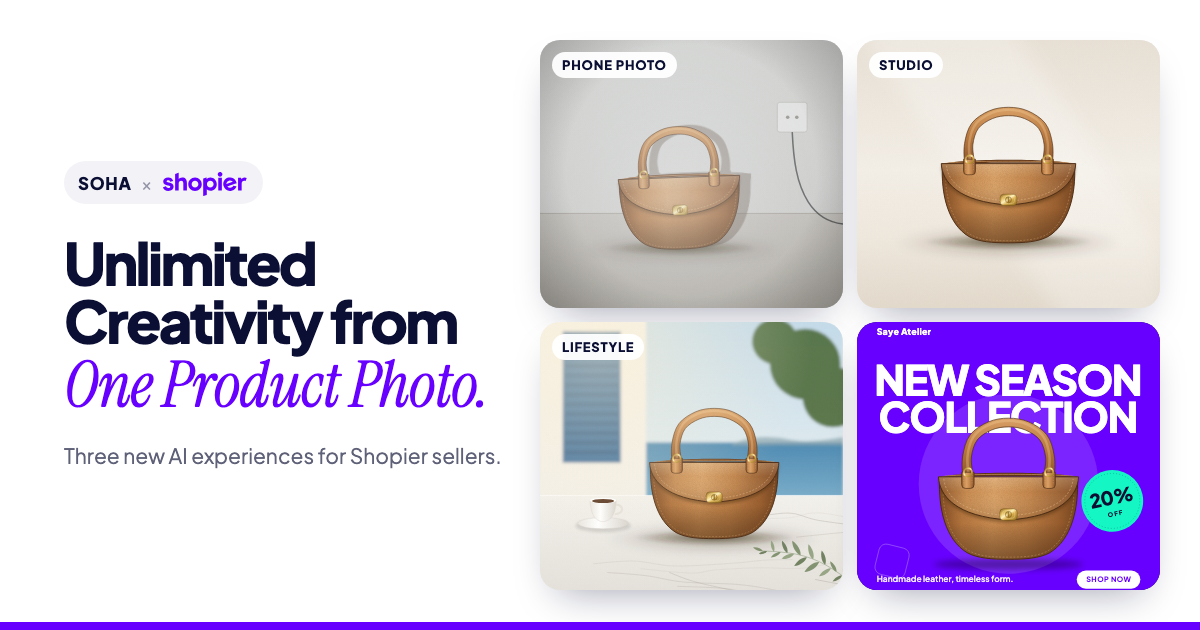 SOHA × shopier
Unlimited
Creativity from
One Product Photo.
Three new AI experiences for Shopier sellers.
PHONE PHOTO
STUDIO
LIFESTYLE
Saye Atelier
NEW SEASON
COLLECTION
20%
OFF
Handmade leather, timeless form.
SHOP NOW